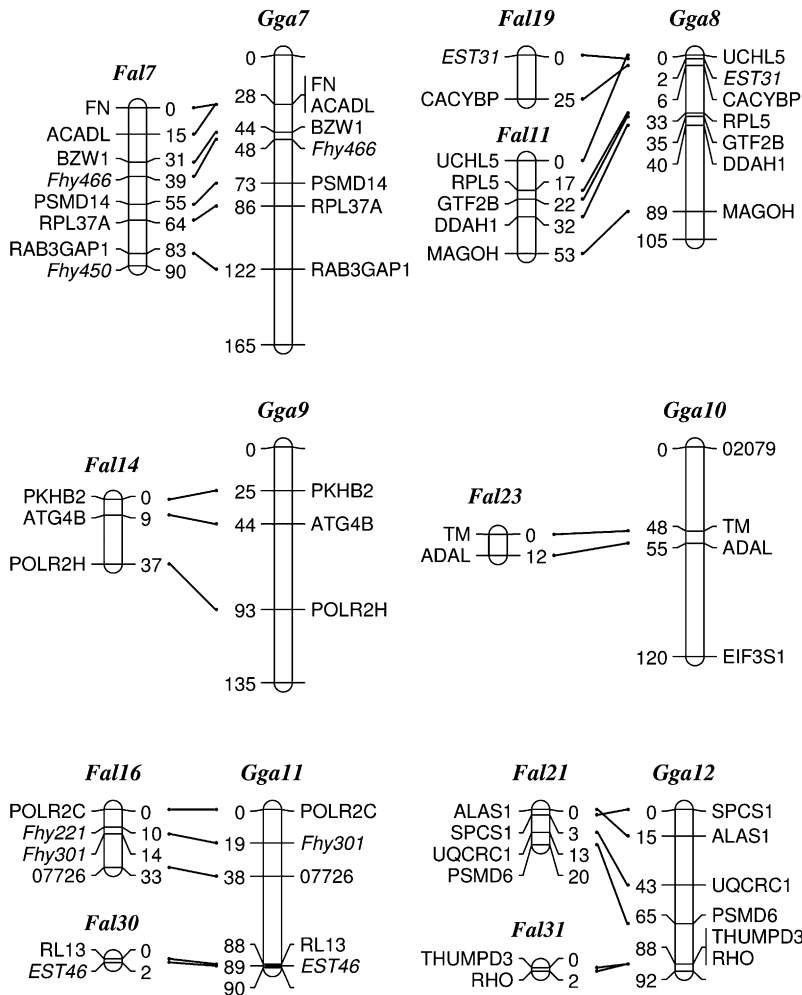 Fal7
FN 0
ACADL 15
BZW1 31
Fhy466 39
PSMD14 55
RPL37A 64
RAB3GAP1 83
Fhy450 90
Gga7
0
28 FN
ACADL
44 BZW1
48 Fhy466
73 PSMD14
86 RPL37A
122 RAB3GAP1
165
Fal19
EST31 0
CACYBP 25
Fal11
UCHL5 0
RPL5 17
GTF2B 22
DDAH1 32
MAGOH 53
Gga8
0 UCHL5
2 EST31
6 CACYBP
33 RPL5
35 GTF2B
40 DDAH1
89 MAGOH
105
Fal14
PKHB2 0
ATG4B 9
POLR2H 37
Gga9
0
25 PKHB2
44 ATG4B
93 POLR2H
135
Fal23
TM 0
ADAL 12
Gga10
0 02079
48 TM
55 ADAL
120 EIF3S1
Fal16
POLR2C 0
Fhy221 10
Fhy301 14
07726 33
Fal30
RL13 0
EST46 2
Gga11
0 POLR2C
19 Fhy301
38 07726
88 RL13
89 EST46
90
Fal21
ALAS1 0
SPCS1 3
UQCRC1 13
PSMD6 20
Fal31
THUMPD3 0
RHO 2
Gga12
0 SPCS1
15 ALAS1
43 UQCRC1
65 PSMD6
THUMPD3
88 RHO
92